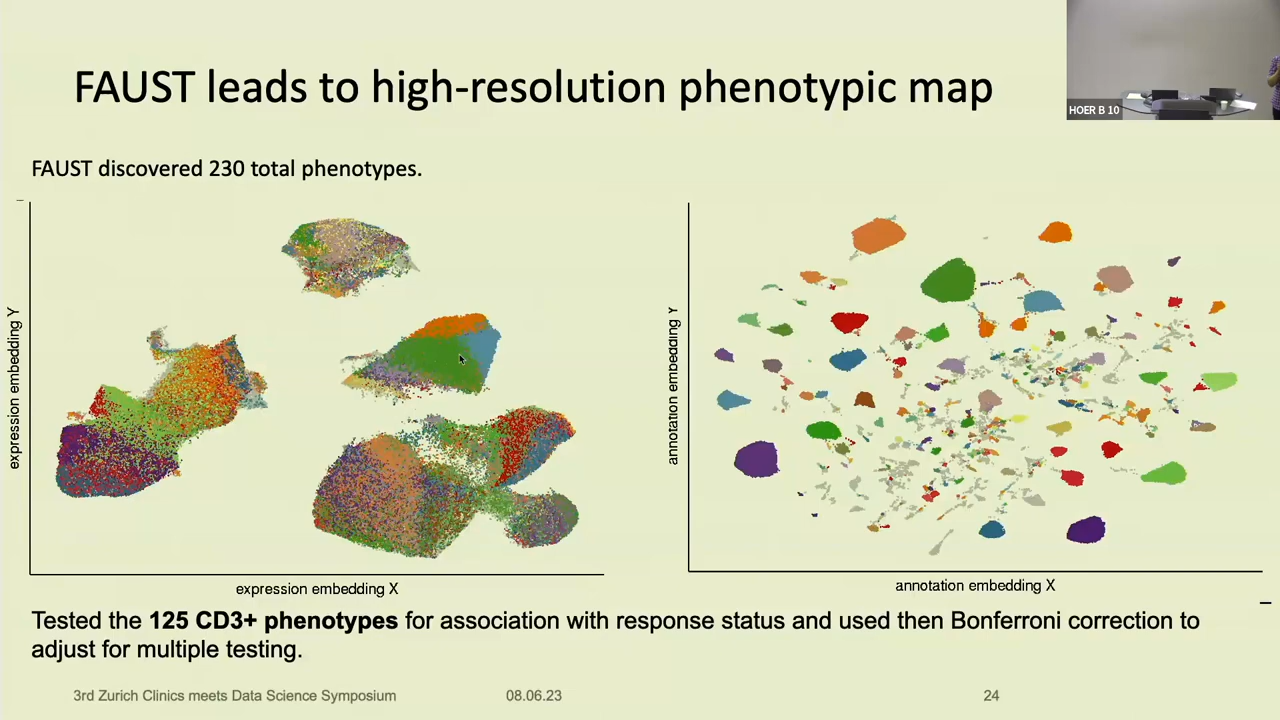 FAUST leads to high-resolution phenotypic map
HOER B 10
FAUST discovered 230 total phenotypes.
expression embedding Y
expression embedding X
annotation embedding Y
annotation embedding X
Tested the 125 CD3+ phenotypes for association with response status and used then Bonferroni correction to
adjust for multiple testing.
3rd Zurich Clinics meets Data Science Symposium
08.06.23
24